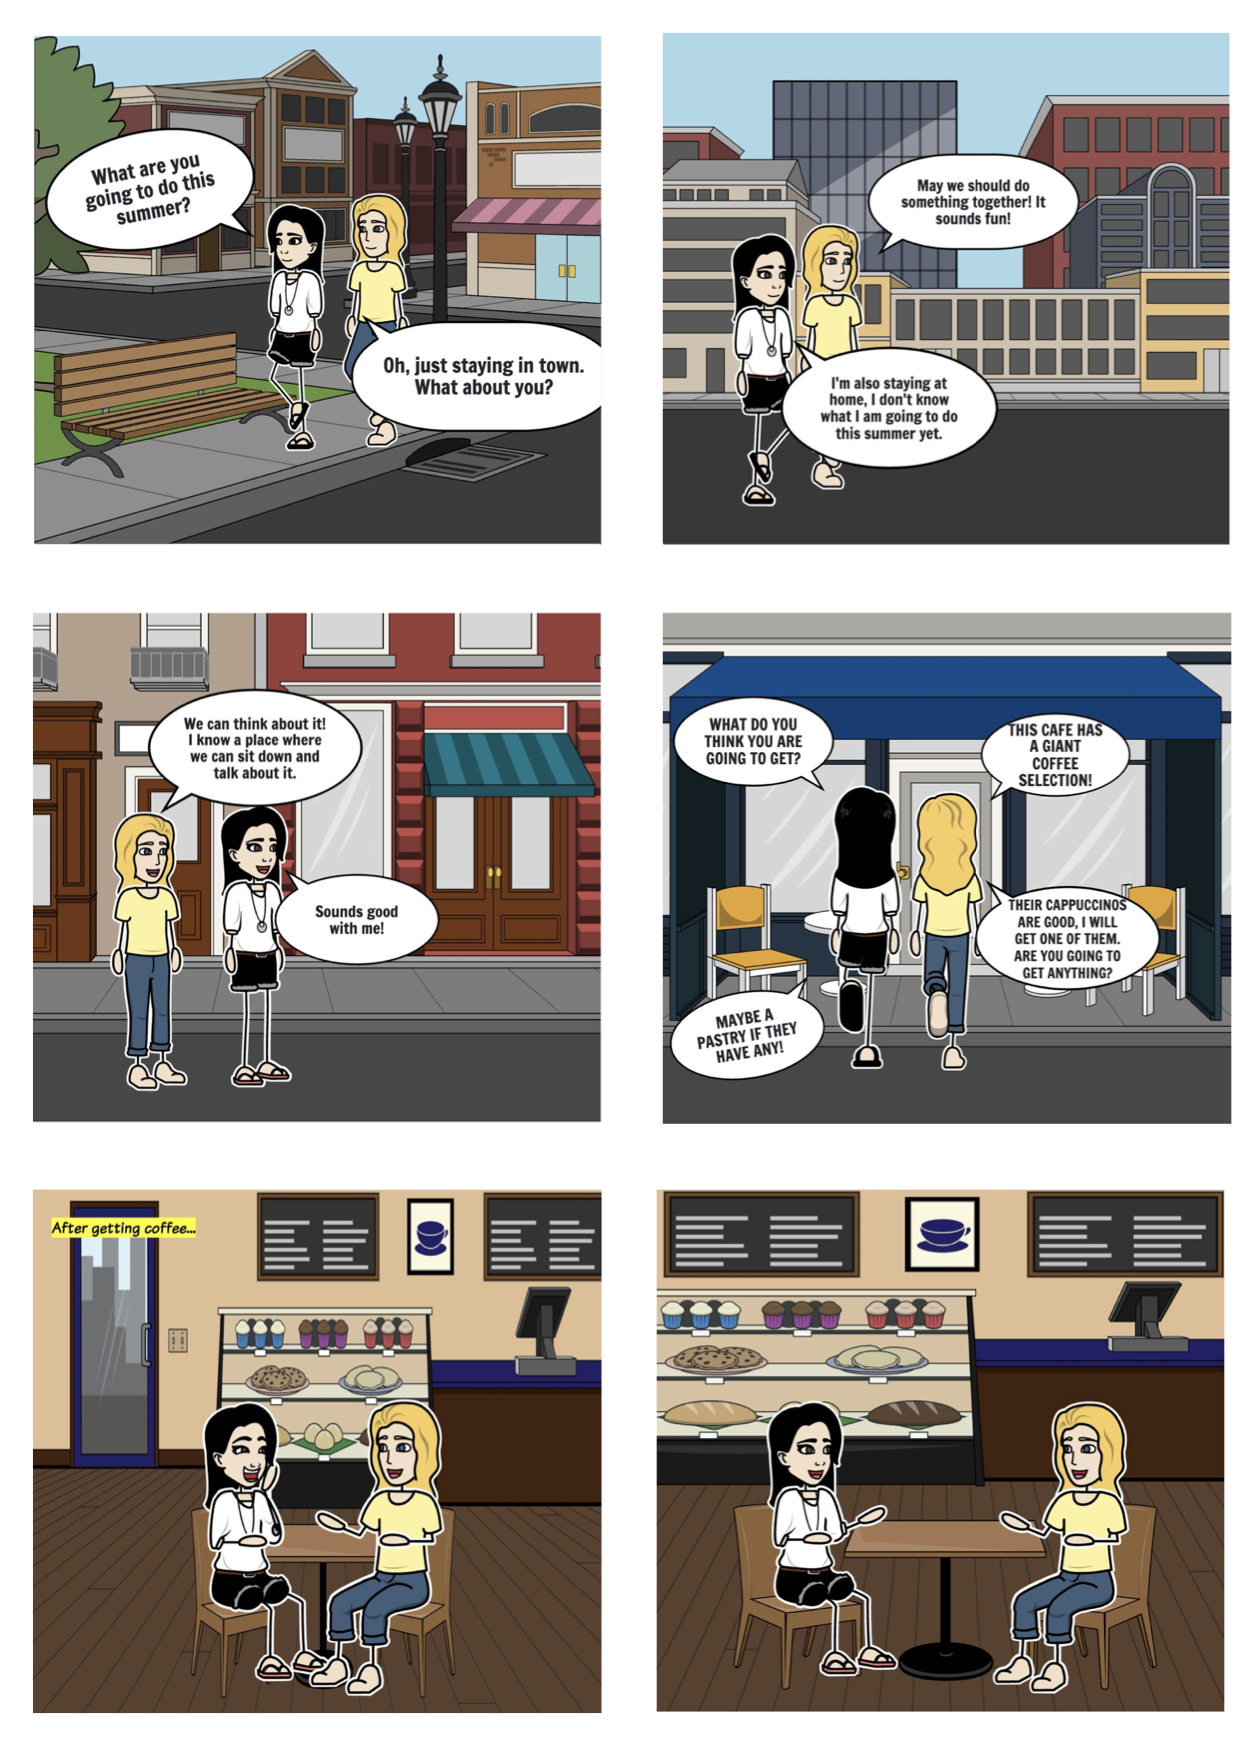 What are you
going to do this
summer?
Oh, just staying in town.
What about you?
May we should do
something together! It
sounds fun!
I'm also staying at
home, I don't know
what I am going to do
this summer yet.
We can think about it!
I know a place where
we can sit down and
talk about it.
Sounds good
with me!
WHAT DO YOU
THINK YOU ARE
GOING TO GET?
THIS CAFE HAS
A GIANT
COFFEE
SELECTION!
THEIR CAPPUCCINOS
ARE GOOD, I WILL
GET ONE OF THEM.
ARE YOU GOING TO
GET ANYTHING?
MAYBE A
PASTRY IF THEY
HAVE ANY!
After getting coffee...